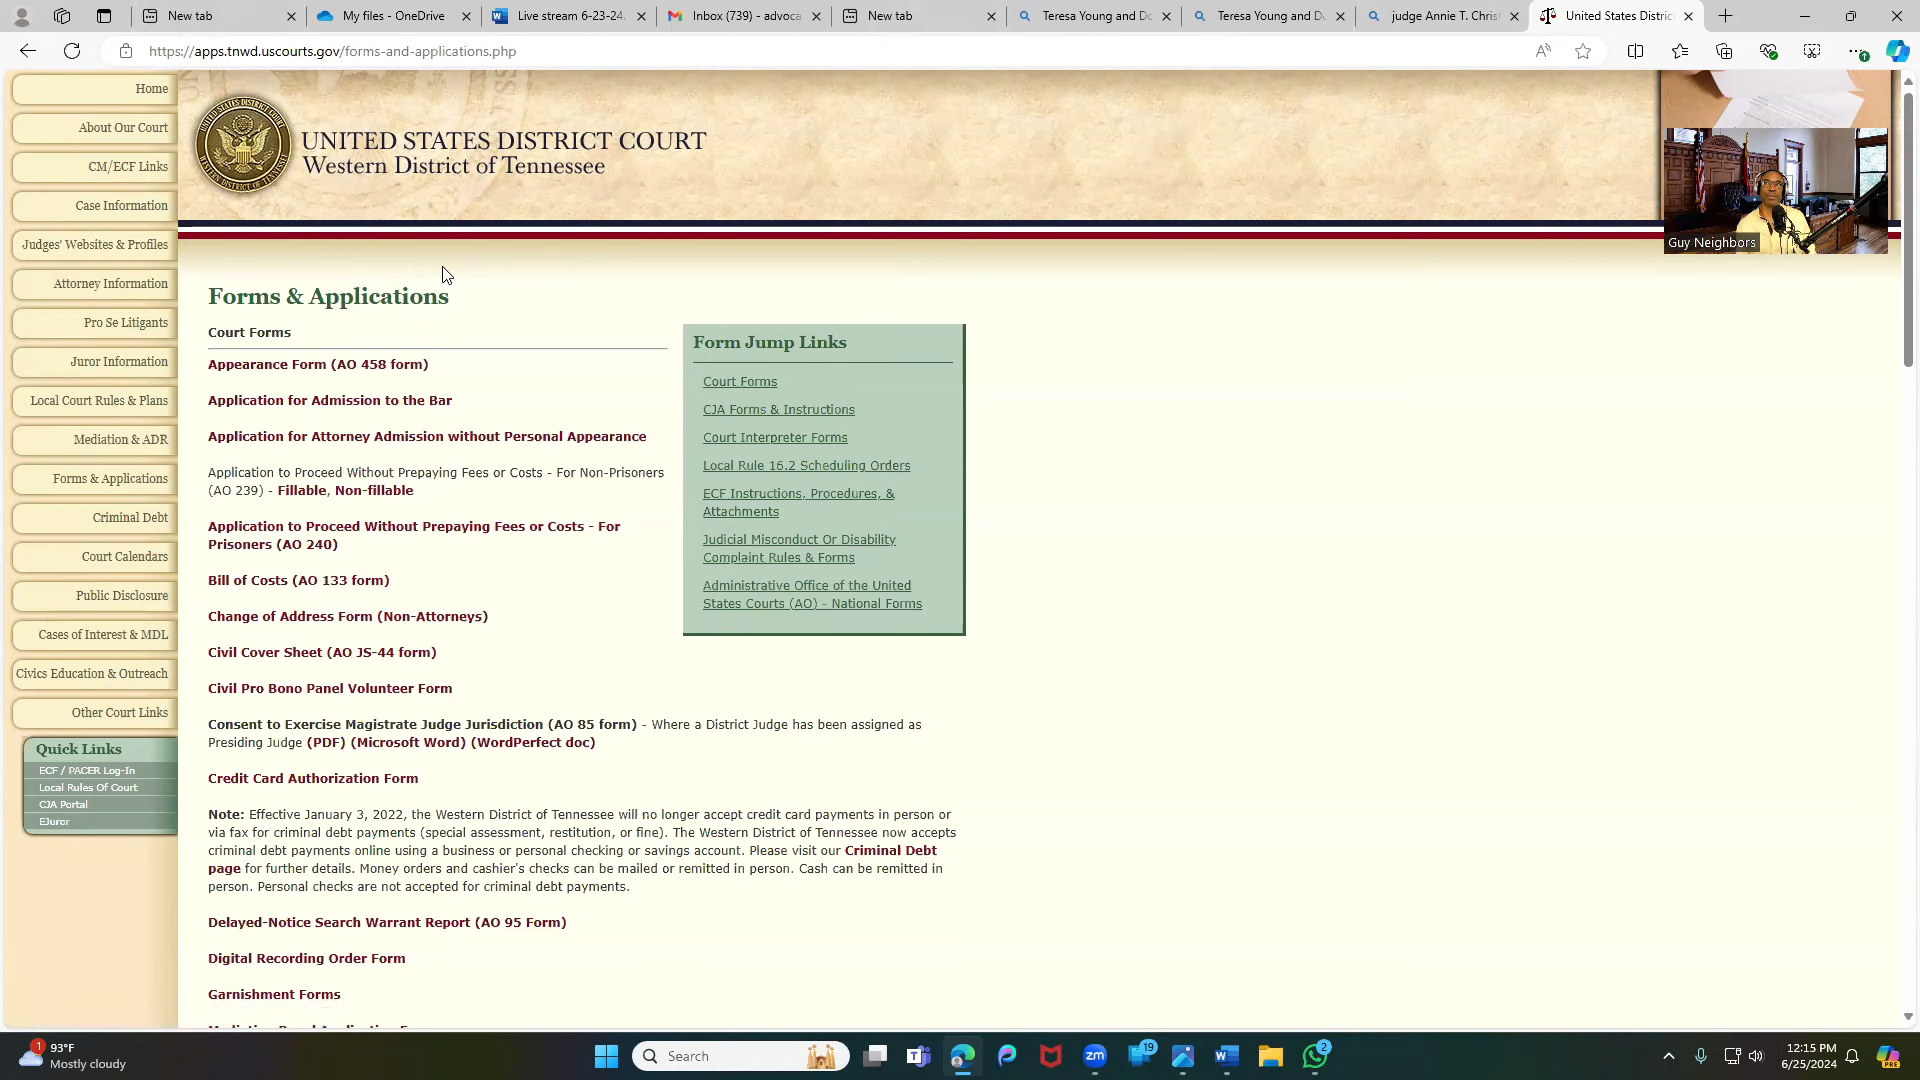 New tab
My files - OneDrive
Live stream 6-23-24.
Inbox (739) - advoca
New tab
Teresa Young and Do
Teresa Young and Du
judge Annie T. Christ
United States Distric
https://apps.tnwd.uscourts.gov/forms-and-applications.php
Home
About Our Court
CM/ECF Links
Case Information
Judges' Websites & Profiles
Attorney Information
Pro Se Litigants
Juror Information
Local Court Rules & Plans
Mediation & ADR
Forms & Applications
Criminal Debt
Court Calendars
Public Disclosure
Cases of Interest & MDL
Civics Education & Outreach
Other Court Links
Quick Links
ECF / PACER Log-In
Local Rules Of Court
CJA Portal
EJuror
UNITED STATES DISTRICT COURT
Western District of Tennessee
Guy Neighbors
Forms & Applications
Court Forms
Appearance Form (AO 458 form)
Application for Admission to the Bar
Application for Attorney Admission without Personal Appearance
Application to Proceed Without Prepaying Fees or Costs - For Non-Prisoners
(AO 239) - Fillable, Non-fillable
Application to Proceed Without Prepaying Fees or Costs - For
Prisoners (AO 240)
Bill of Costs (AO 133 form)
Change of Address Form (Non-Attorneys)
Civil Cover Sheet (AO JS-44 form)
Civil Pro Bono Panel Volunteer Form
Consent to Exercise Magistrate Judge Jurisdiction (AO 85 form) - Where a District Judge has been assigned as
Presiding Judge (PDF) (Microsoft Word) (WordPerfect doc)
Credit Card Authorization Form
Note: Effective January 3, 2022, the Western District of Tennessee will no longer accept credit card payments in person or
via fax for criminal debt payments (special assessment, restitution, or fine). The Western District of Tennessee now accepts
criminal debt payments online using a business or personal checking or savings account. Please visit our Criminal Debt
page for further details. Money orders and cashier's checks can be mailed or remitted in person. Cash can be remitted in
person. Personal checks are not accepted for criminal debt payments.
Delayed-Notice Search Warrant Report (AO 95 Form)
Digital Recording Order Form
Garnishment Forms
Form Jump Links
Court Forms
CJA Forms & Instructions
Court Interpreter Forms
Local Rule 16.2 Scheduling Orders
ECF Instructions, Procedures, &
Attachments
Judicial Misconduct Or Disability
Complaint Rules & Forms
Administrative Office of the United
States Courts (AO) - National Forms
1
93°F
Mostly cloudy
Search
zm
19
2
12:15 PM
6/25/2024
PRE